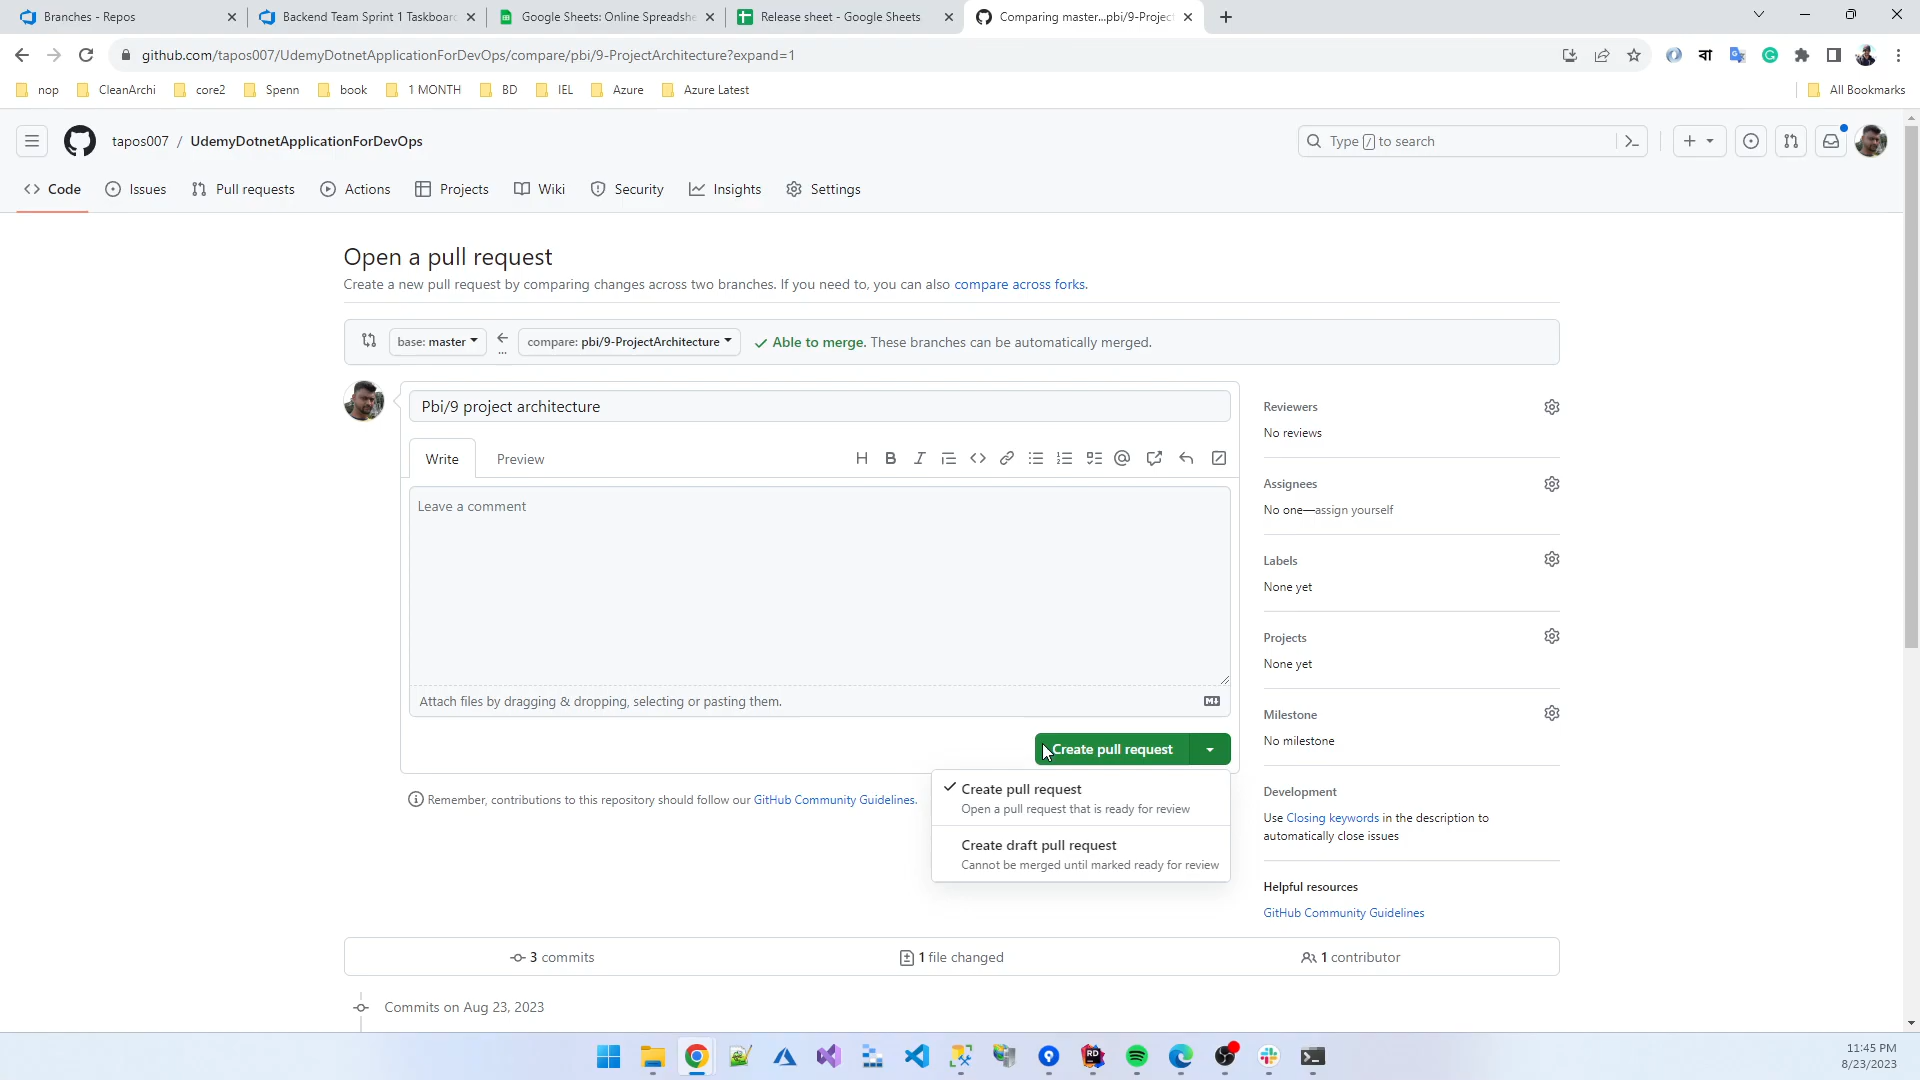 Branches - Repos
Backend Team Sprint 1 Taskboard
Google Sheets: Online Spreadshe
Release sheet - Google Sheets
Comparing master...pbi/9-Project
github.com/tapos007/UdemyDotnetApplicationForDevOps/compare/pbi/9-ProjectArchitecture?expand=1
nop
CleanArchi
core2
Spenn
book
1 MONTH
BD
IEL
Azure
Azure Latest
All Bookmarks
tapos007 / UdemyDotnetApplicationForDevOps
Type / to search
Code
Issues
Pull requests
Actions
Projects
Wiki
Security
Insights
Settings
Open a pull request
Create a new pull request by comparing changes across two branches. If you need to, you can also compare across forks.
base: master
...
compare: pbi/9-ProjectArchitecture
Able to merge. These branches can be automatically merged.
Pbi/9 project architecture
Write
Preview
Leave a comment
Attach files by dragging & dropping, selecting or pasting them.
Create pull request
Create pull request
Open a pull request that is ready for review
Create draft pull request
Cannot be merged until marked ready for review
Remember, contributions to this repository should follow our GitHub Community Guidelines.
Reviewers
No reviews
Assignees
No one—assign yourself
Labels
None yet
Projects
None yet
Milestone
No milestone
Development
Use Closing keywords in the description to
automatically close issues
Helpful resources
GitHub Community Guidelines
3 commits
1 file changed
1 contributor
Commits on Aug 23, 2023
11:45 PM
8/23/2023